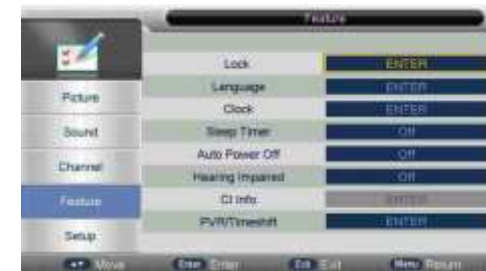 Feature
Lock ENTER
Picture
Language ENTER
Clock ENTER
Sound
Sleep Timer Off
Channel
Auto Power Off Off
Hearing Impaired Off
Feature
CI Info ENTER
PVR/Timeshift ENTER
Setup
Move Enter Enter Exit Exit Menu Return